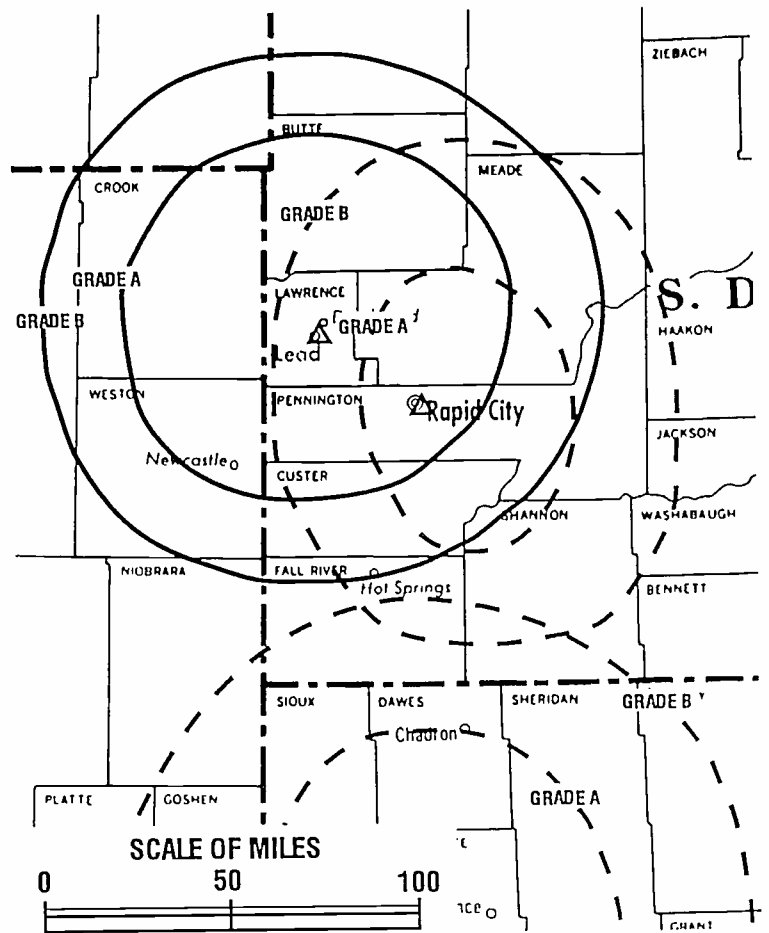 ZIEBACH
BUTTE
MEADE
CROOK
GRADE B
GRADE A
LAWRENCE
S. D
GRADE B
GRADE A
HAAKON
Lead
WESTON
PENNINGTON
Rapid City
JACKSON
Newcastle
CUSTER
SHANNON
WASHABAUGH
NIOBRARA
FALL RIVER
Hot Springs
BENNETT
SIOUX
DAWES
SHERIDAN
GRADE B
Chadron
GRADE A
PLATTE
GOSHEN
SCALE OF MILES
0 50 100
GRANT